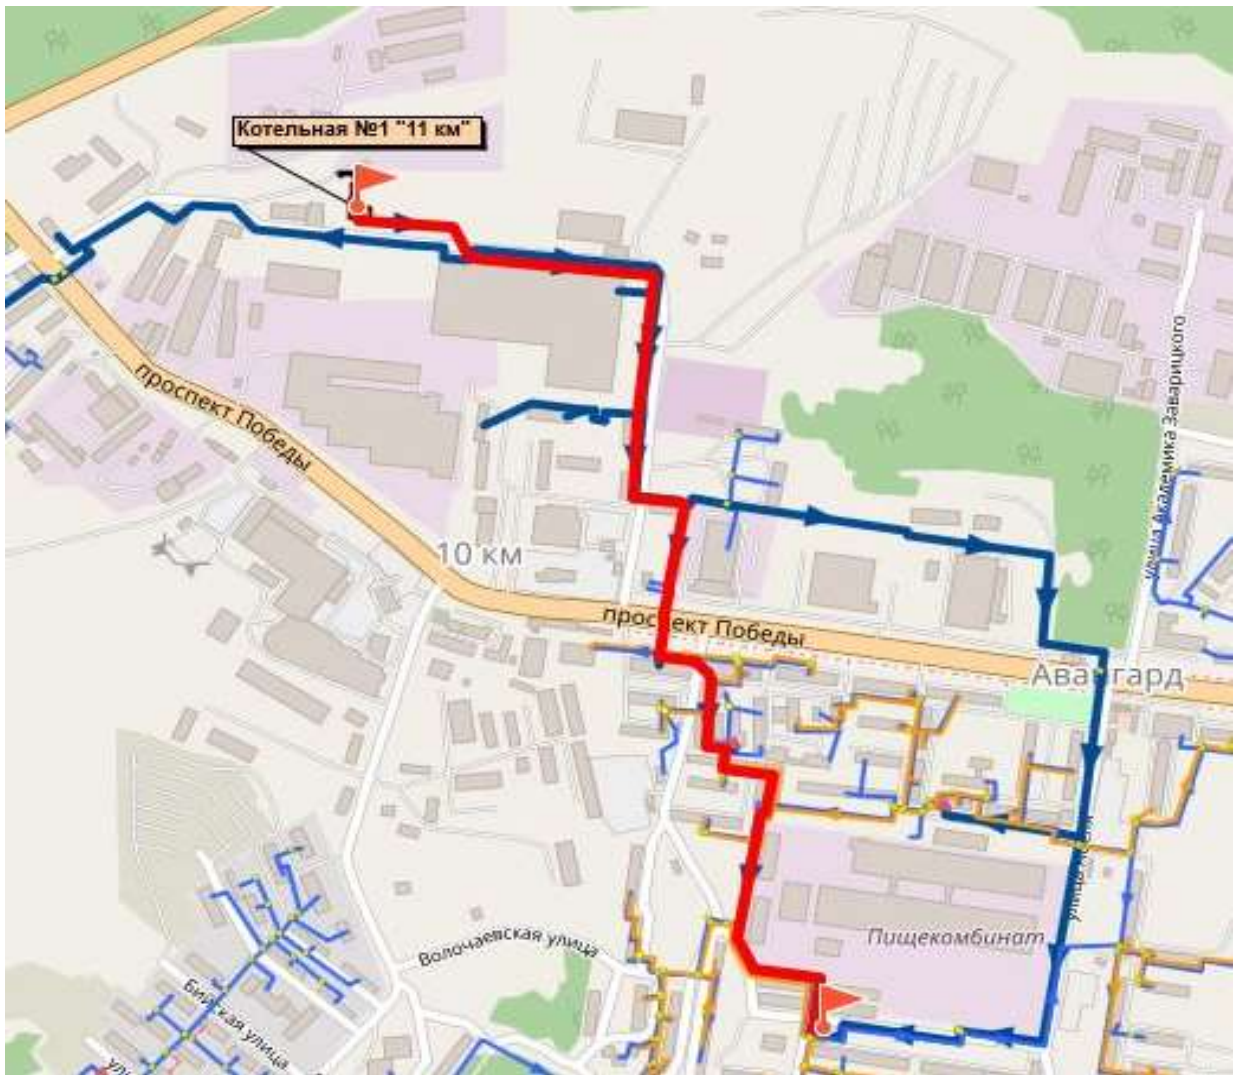 Котельная №1 "11 км"
улица Академика Заварицкого
проспект Победы
10 км
проспект Победы
Авангард
Пищекомбинат
Волочаевская улица
Бийская улица